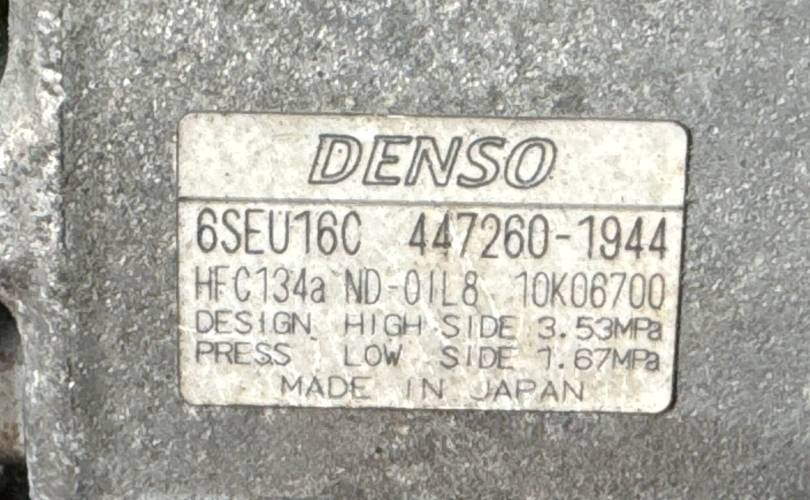 DENSO
6SEU16C 447260-1944
HFC134a ND-OIL8 10K06700
DESIGN HIGH SIDE 3.53MPa
PRESS LOW SIDE 1.67MPa
MADE IN JAPAN